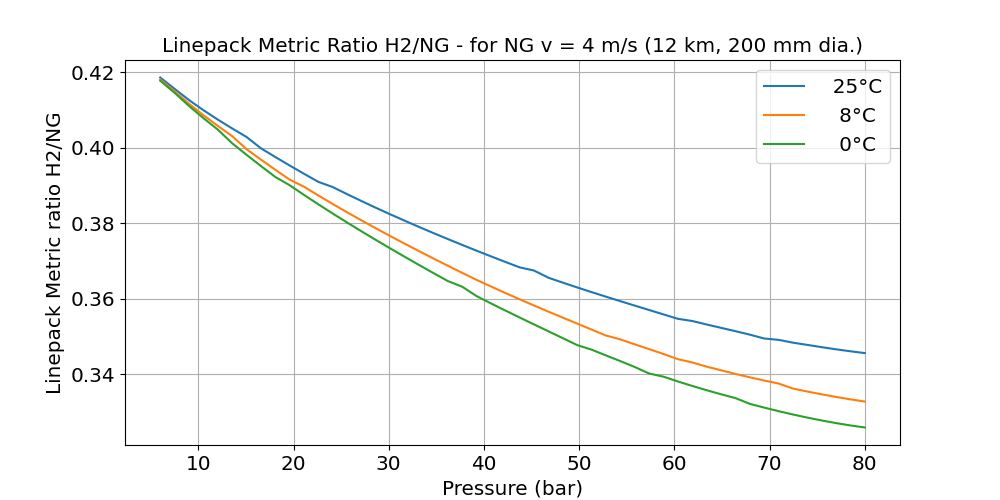 Linepack Metric Ratio H2/NG - for NG v = 4 m/s (12 km, 200 mm dia.)
Linepack Metric ratio H2/NG
0.42
0.40
0.38
0.36
0.34
25°C
8°C
0°C
10 20 30 40 50 60 70 80
Pressure (bar)